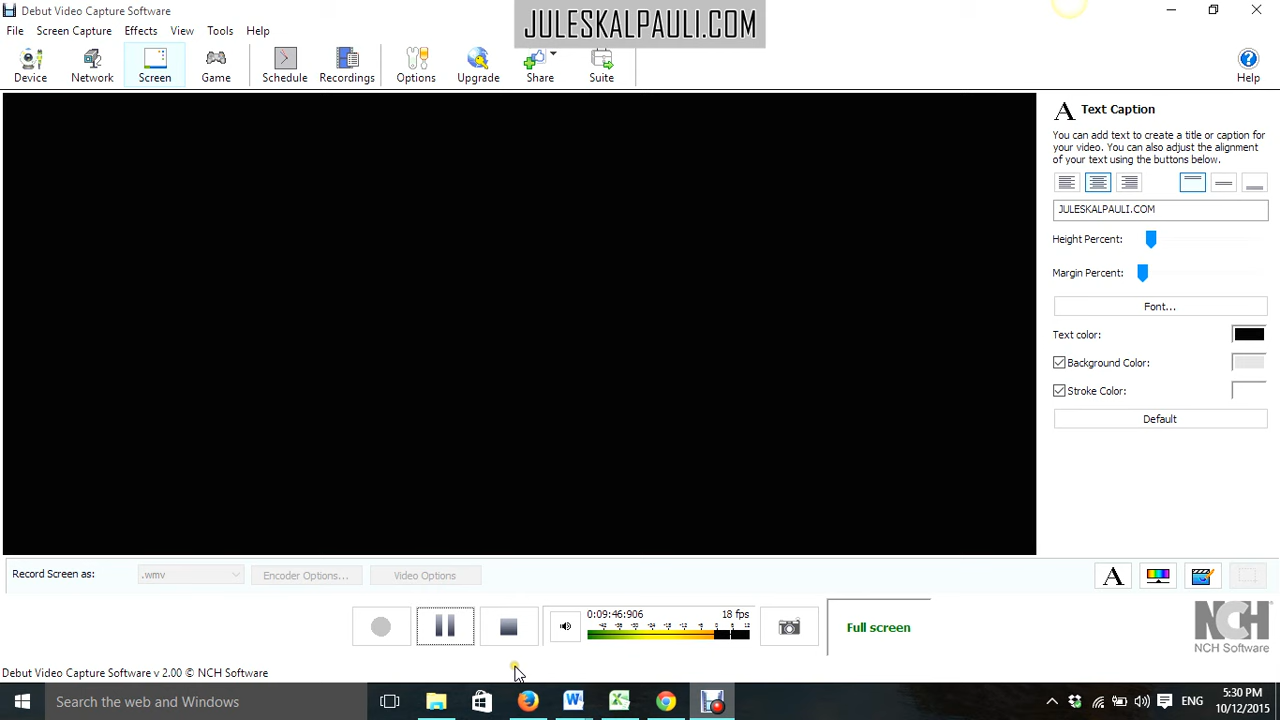 Debut Video Capture Software
JULESKALPAULI.COM
File Screen Capture Effects View Tools Help
Device Network Screen Game Schedule Recordings Options Upgrade Share Suite Help
A Text Caption
You can add text to create a title or caption for
your video. You can also adjust the alignment
of your text using the buttons below.
JULESKALPAULI.COM
Height Percent:
Margin Percent:
Font...
Text color:
Background Color:
Stroke Color:
Default
Record Screen as: .wmv Encoder Options... Video Options A
0:09:46:906 18 fps
Full screen
NCH
NCH Software
Debut Video Capture Software v 2.00 © NCH Software
Search the web and Windows
ENG
5:30 PM
10/12/2015